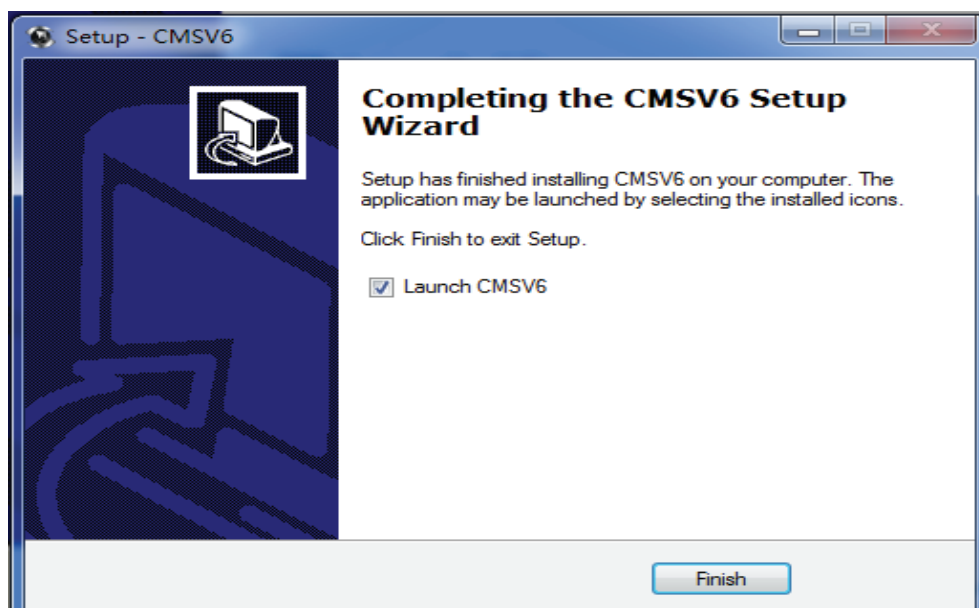 Setup - CMSV6
Completing the CMSV6 Setup
Wizard
Setup has finished installing CMSV6 on your computer. The
application may be launched by selecting the installed icons.
Click Finish to exit Setup.
Launch CMSV6
Finish